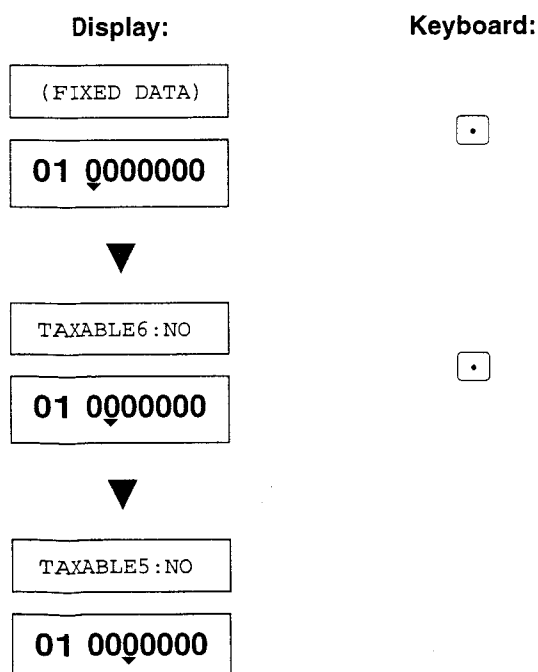 Display: Keyboard:
(FIXED DATA)
•
01 0000000
TAXABLE6:NO
•
01 0000000
TAXABLE5:NO
01 0000000